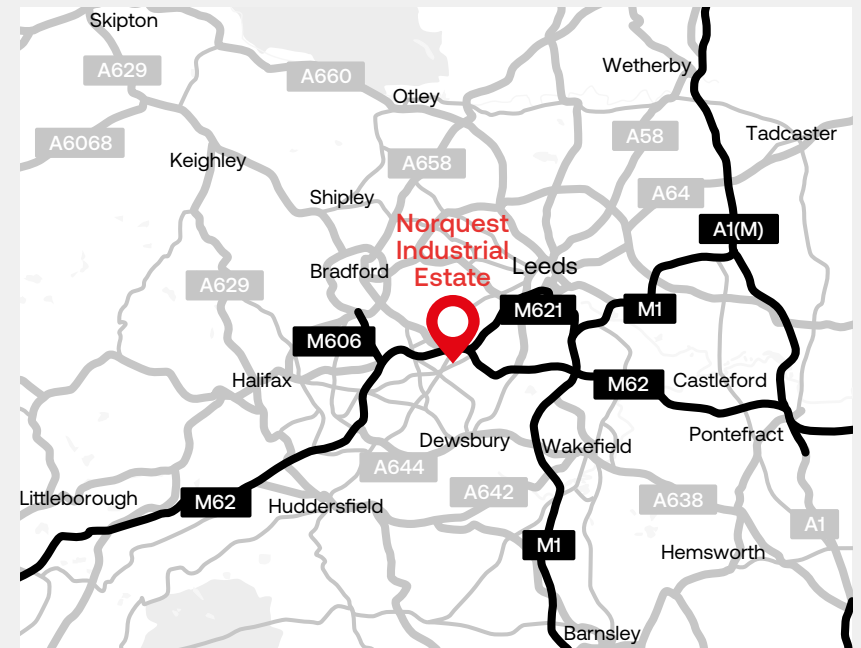 Skipton
A629
A660
Wetherby
Otley
A6068
A58
Tadcaster
Keighley
A658
Shipley
A64
Norquest
Industrial
Estate
A1(M)
Bradford
Leeds
A629
M621
M1
M606
Halifax
M62
Castleford
Dewsbury
Wakefield
Pontefract
A644
Littleborough
M62
Huddersfield
A642
A638
A1
M1
Hemsworth
Barnsley